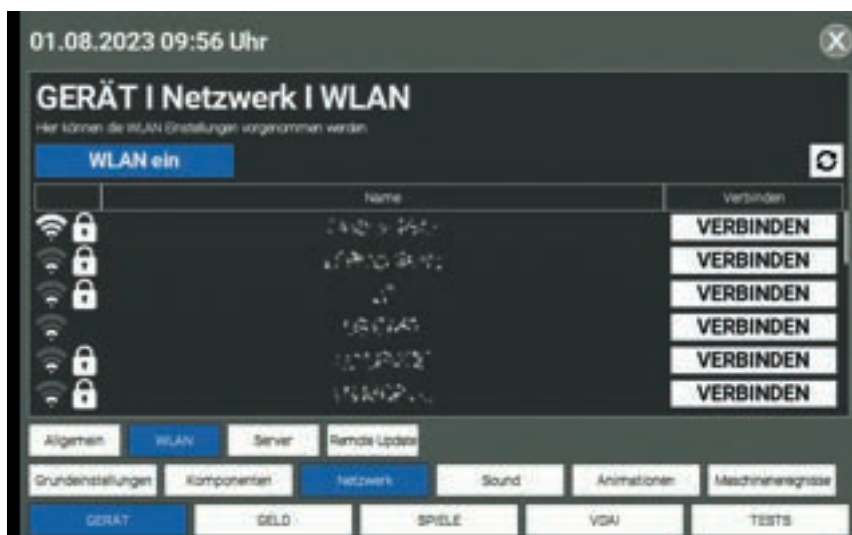 01.08.2023 09:56 Uhr
X
GERÄT I Netzwerk I WLAN
Hier können die WLAN Einstellungen vorgenommen werden
WLAN ein
Name Verbinden
VERBINDEN
VERBINDEN
VERBINDEN
VERBINDEN
VERBINDEN
VERBINDEN
Allgemein WLAN Server Remote Update
Grundeinstellungen Komponenten Netzwerk Sound Animationen Maschinenereignisse
GERÄT GELD SPIELE VDAI TESTS